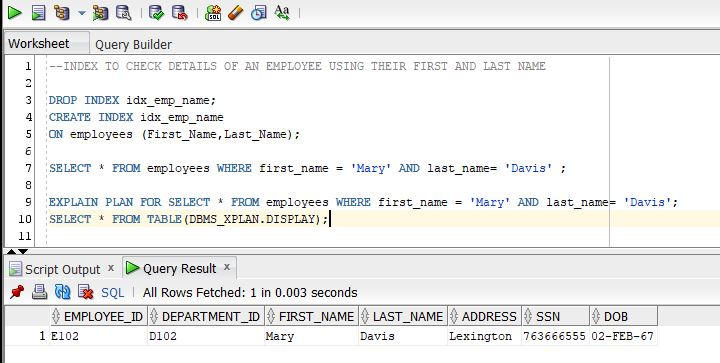 Worksheet Query Builder
1 --INDEX TO CHECK DETAILS OF AN EMPLOYEE USING THEIR FIRST AND LAST NAME
2
3 DROP INDEX idx_emp_name;
4 CREATE INDEX idx_emp_name
5 ON employees (First_Name,Last_Name);
6
7 SELECT * FROM employees WHERE first_name = 'Mary' AND last_name= 'Davis' ;
8
9 EXPLAIN PLAN FOR SELECT * FROM employees WHERE first_name = 'Mary' AND last_name= 'Davis';
10 SELECT * FROM TABLE(DBMS_XPLAN.DISPLAY);
11
Script Output x Query Result x
SQL | All Rows Fetched: 1 in 0.003 seconds
EMPLOYEE_ID DEPARTMENT_ID FIRST_NAME LAST_NAME ADDRESS SSN DOB
1 E102 D102 Mary Davis Lexington 763666555 02-FEB-67